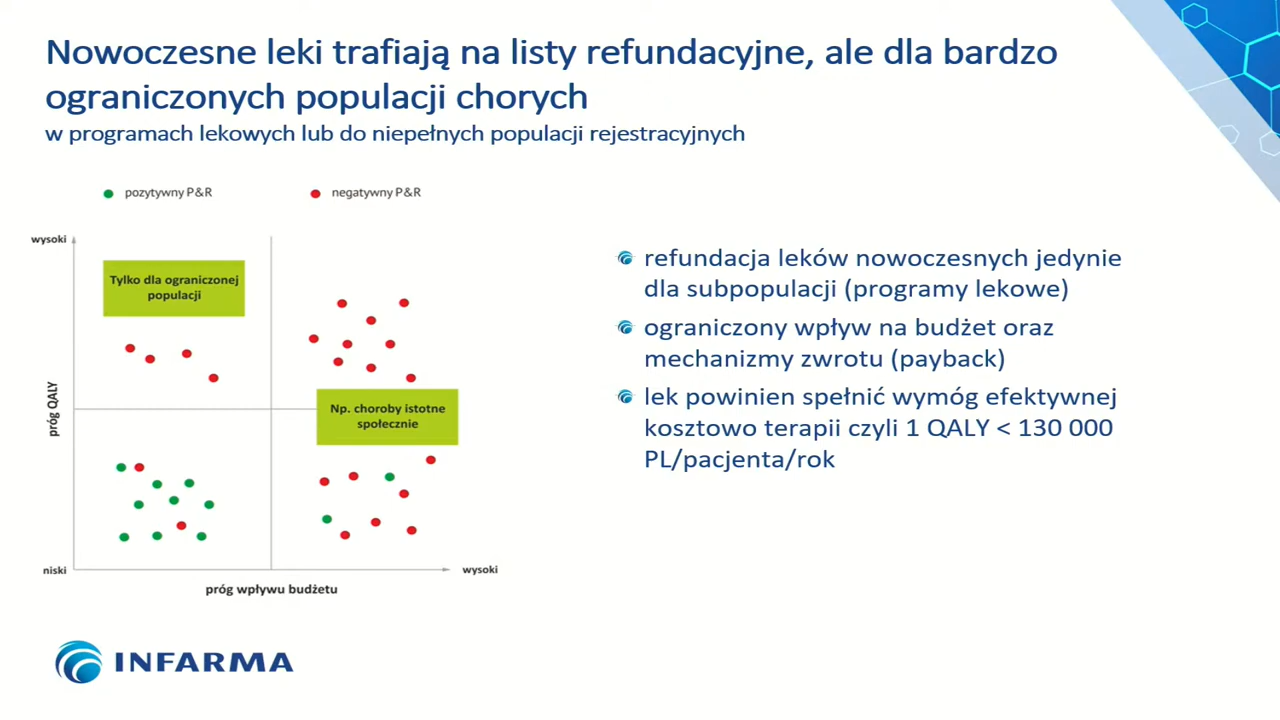 Nowoczesne leki trafiają na listy refundacyjne, ale dla bardzo
ograniczonych populacji chorych
w programach lekowych lub do niepełnych populacji rejestracyjnych
pozytywny P&R
negatywny P&R
wysoki
Tylko dla ograniczonej
populacji
próg QALY
Np. choroby istotne
społecznie
niski
wysoki
próg wpływu budżetu
refundacja leków nowoczesnych jedynie
dla subpopulacji (programy lekowe)
ograniczony wpływ na budżet oraz
mechanizmy zwrotu (payback)
lek powinien spełnić wymóg efektywnej
kosztowo terapii czyli 1 QALY < 130 000
PL/pacjenta/rok
INFARMA